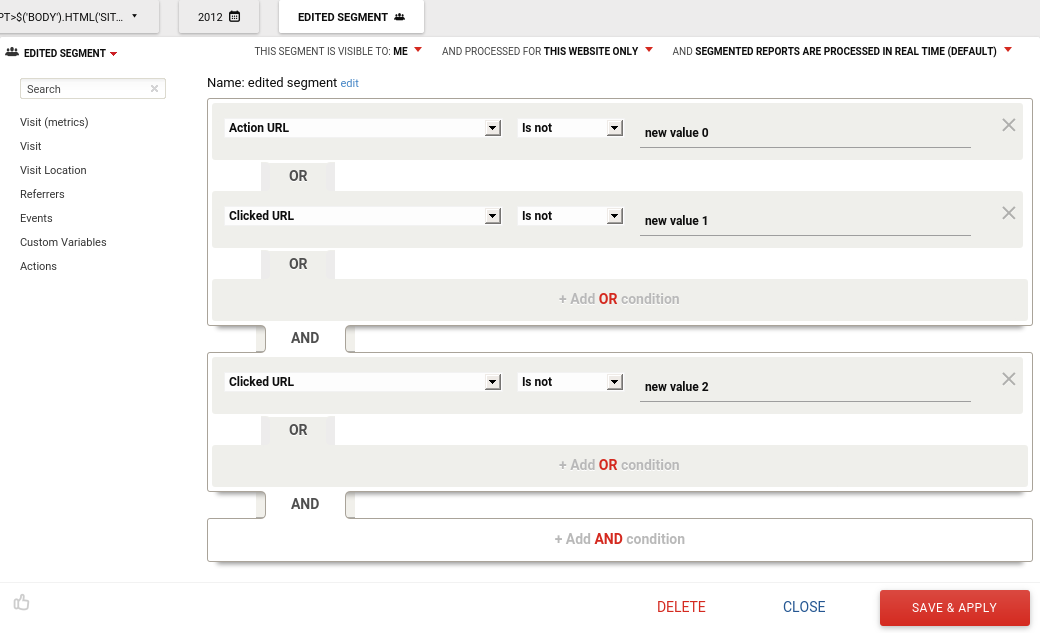 PT>$('BODY').HTML('SIT...
2012
EDITED SEGMENT
EDITED SEGMENT
THIS SEGMENT IS VISIBLE TO: ME
AND PROCESSED FOR THIS WEBSITE ONLY
AND SEGMENTED REPORTS ARE PROCESSED IN REAL TIME (DEFAULT)
Search
Visit (metrics)
Visit
Visit Location
Referrers
Events
Custom Variables
Actions
Name: edited segment edit
Action URL Is not new value 0
OR
Clicked URL Is not new value 1
OR
+ Add OR condition
AND
Clicked URL Is not new value 2
OR
+ Add OR condition
AND
+ Add AND condition
DELETE
CLOSE
SAVE & APPLY